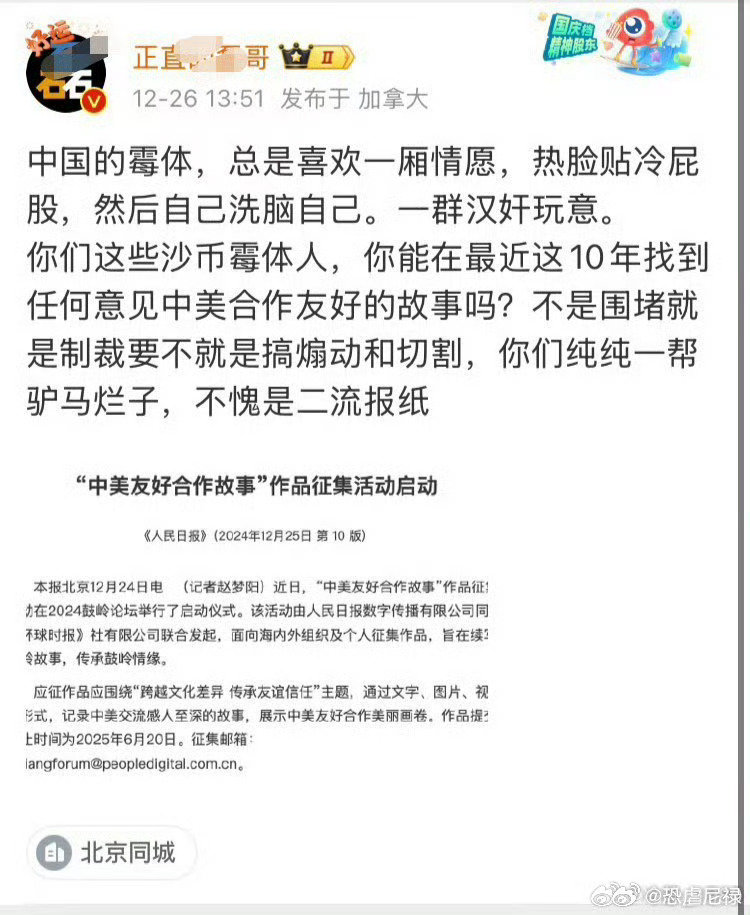 好运
石
国庆档
精神股东
正直 哥 II
V
12-26 13:51 发布于 加拿大
中国的霉体，总是喜欢一厢情愿，热脸贴冷屁
股，然后自己洗脑自己。一群汉奸玩意。
你们这些沙币霉体人，你能在最近这10年找到
任何意见中美合作友好的故事吗？不是围堵就
是制裁要不就是搞煽动和切割，你们纯纯一帮
驴马烂子，不愧是二流报纸
“中美友好合作故事”作品征集活动启动
《人民日报》（2024年12月25日 第 10 版）
本报北京12月24日电 （记者赵梦阳）近日，“中美友好合作故事”作品征
在2024鼓岭论坛举行了启动仪式。该活动由人民日报数字传播有限公司同
球时报》社有限公司联合发起，面向海内外组织及个人征集作品，旨在续
故事，传承鼓岭情缘。
应征作品应围绕“跨越文化差异 传承友谊信任”主题，通过文字、图片、视
形式，记录中美交流感人至深的故事，展示中美友好合作美丽画卷。作品提
止时间为2025年6月20日。征集邮箱：
iangforum@peopledigital.com.cn。
北京同城
@恐虐尼禄